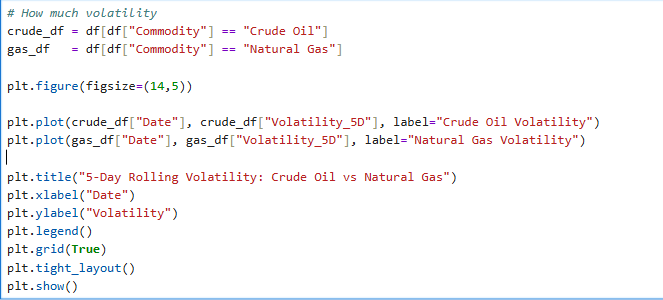 # How much volatility
crude_df = df[df["Commodity"] == "Crude Oil"]
gas_df   = df[df["Commodity"] == "Natural Gas"]

plt.figure(figsize=(14,5))

plt.plot(crude_df["Date"], crude_df["Volatility_5D"], label="Crude Oil Volatility")
plt.plot(gas_df["Date"], gas_df["Volatility_5D"], label="Natural Gas Volatility")

plt.title("5-Day Rolling Volatility: Crude Oil vs Natural Gas")
plt.xlabel("Date")
plt.ylabel("Volatility")
plt.legend()
plt.grid(True)
plt.tight_layout()
plt.show()